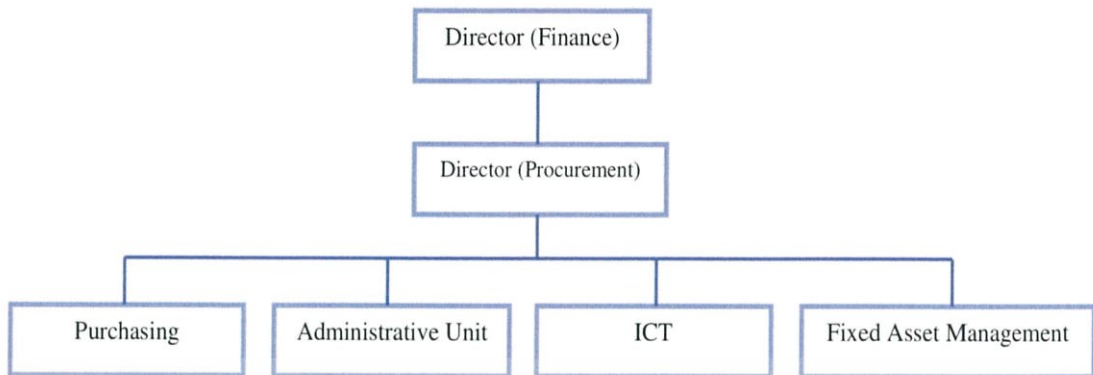 Director (Finance)
Director (Procurement)
Purchasing
Administrative Unit
ICT
Fixed Asset Management